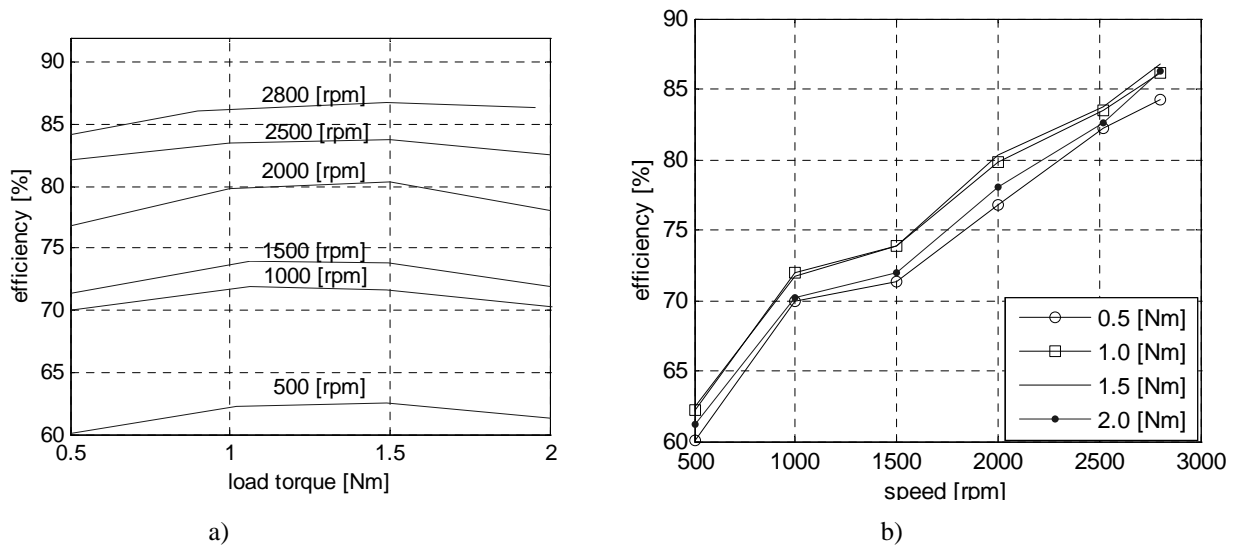 90
85
80
75
70
65
60
0.5
1
1.5
2
efficiency [%]
load torque [Nm]
2800 [rpm]
2500 [rpm]
2000 [rpm]
1500 [rpm]
1000 [rpm]
500 [rpm]
a)
90
85
80
75
70
65
60
500
1000
1500
2000
2500
3000
efficiency [%]
speed [rpm]
0.5 [Nm]
1.0 [Nm]
1.5 [Nm]
2.0 [Nm]
b)